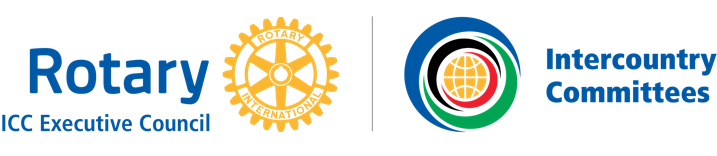 Rotary
ICC Executive Council
ROTARY
INTERNATIONAL
Intercountry
Committees